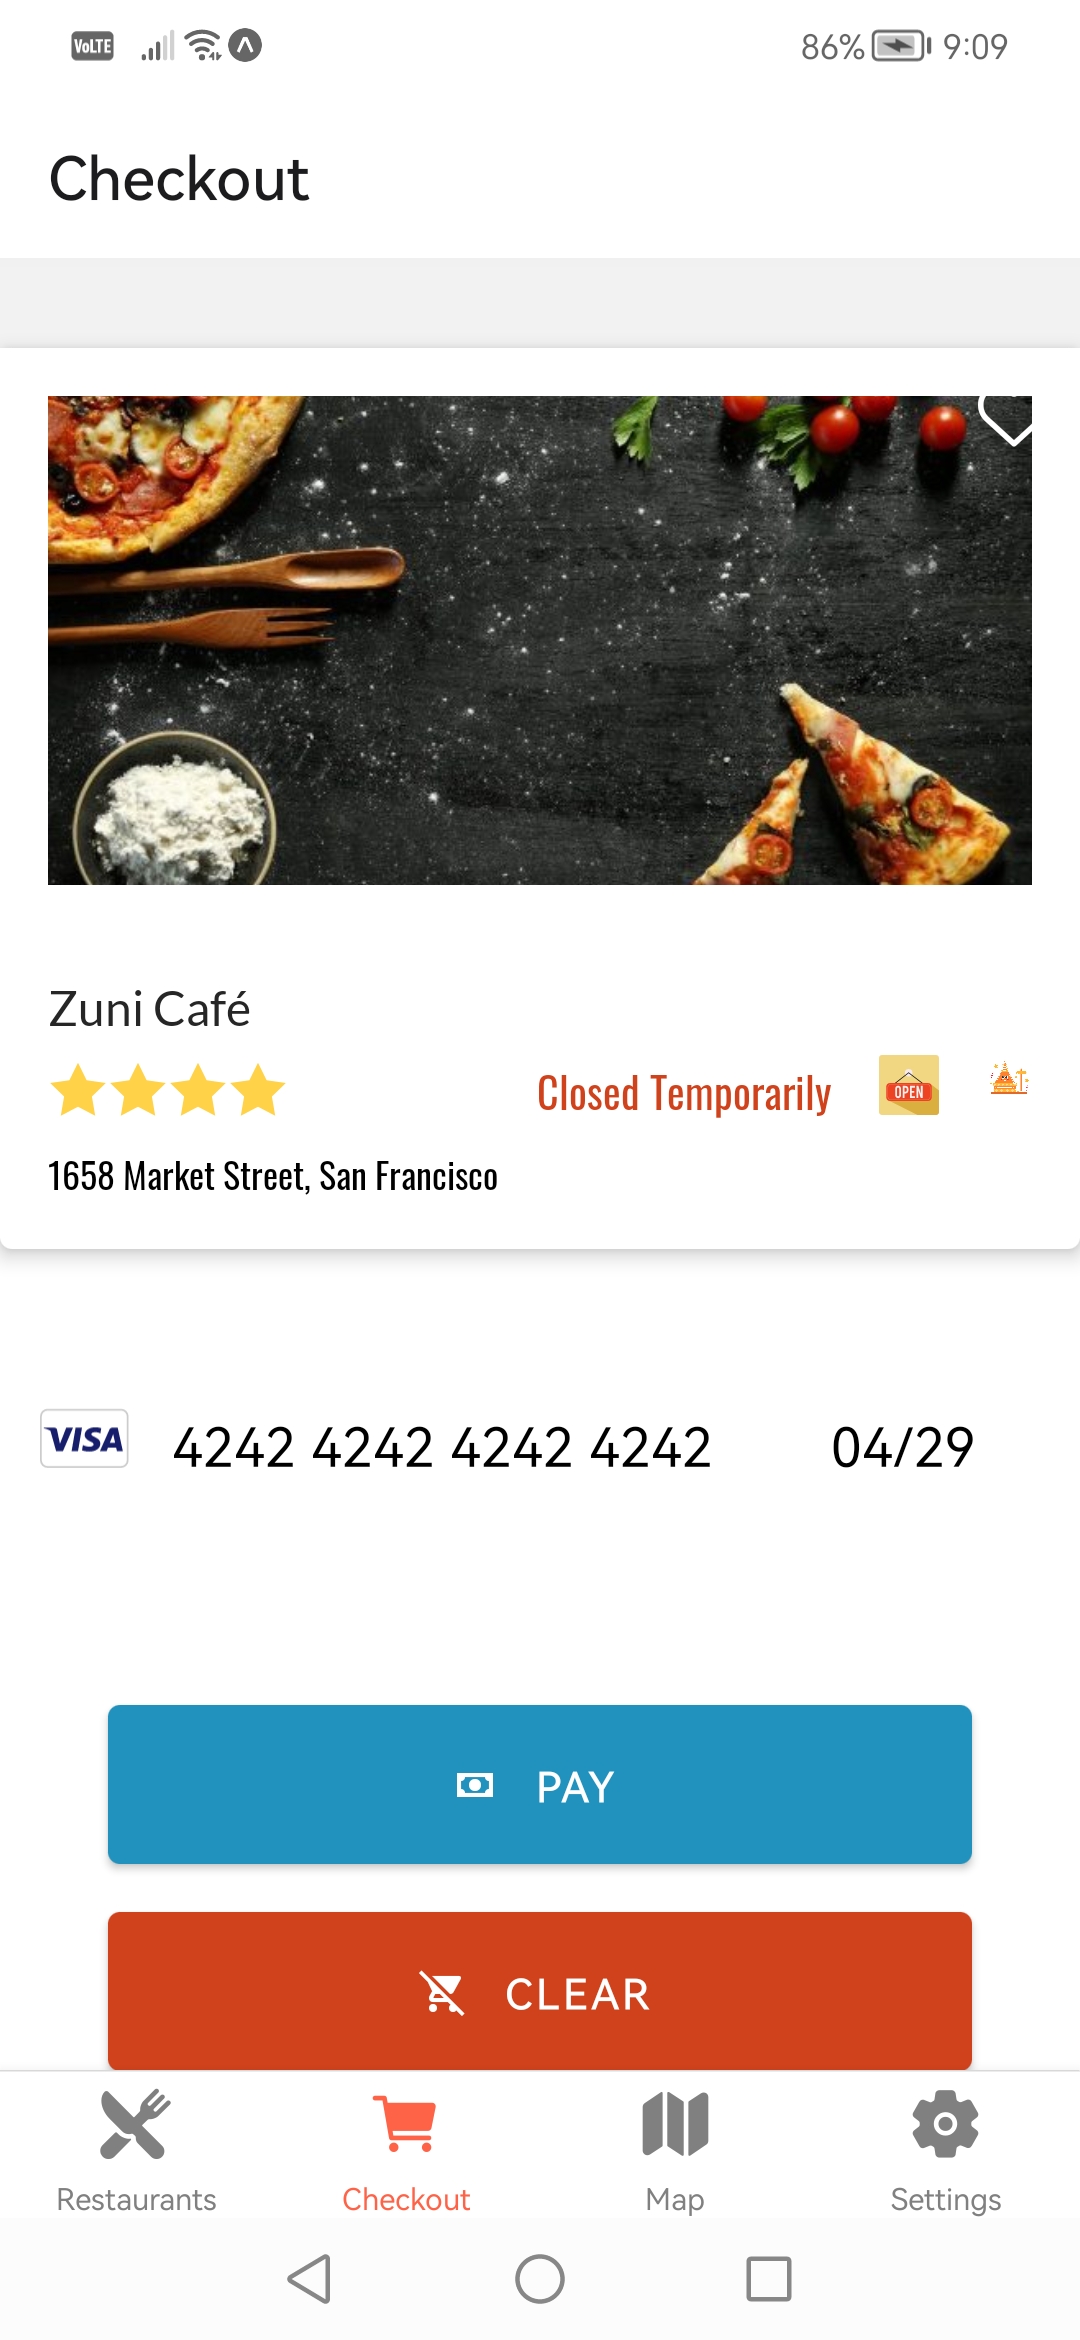 VoLTE 86% 9:09
Checkout
Zuni Café
Closed Temporarily OPEN
1658 Market Street, San Francisco
VISA 4242 4242 4242 4242 04/29
PAY
CLEAR
Restaurants Checkout Map Settings